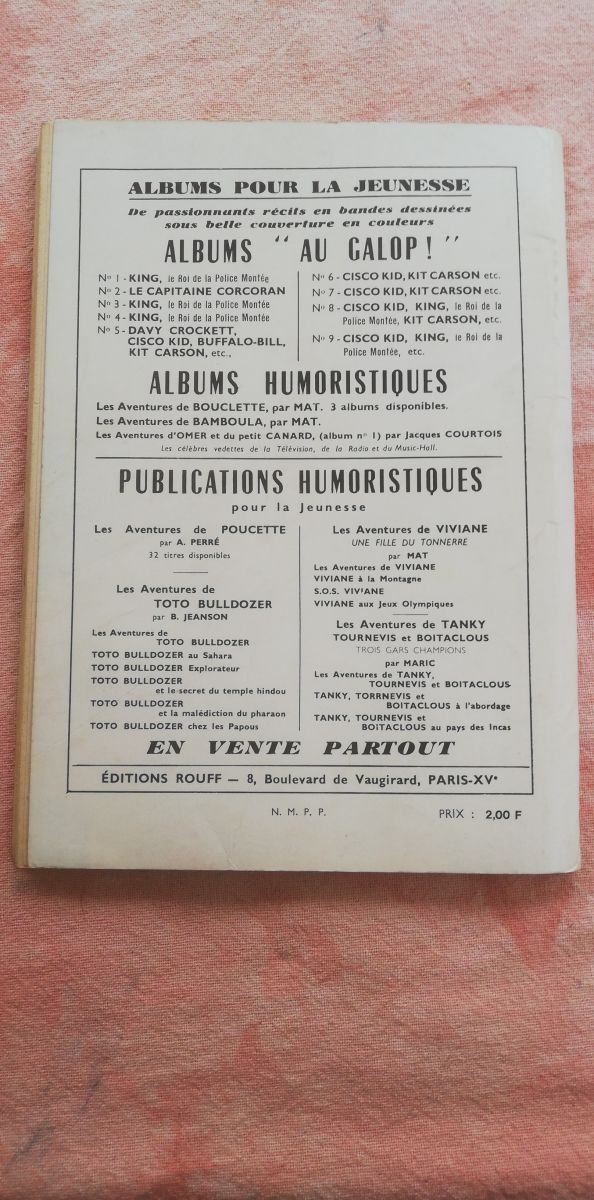 ALBUMS POUR LA JEUNESSE
De passionnants récits en bandes dessinées
sous belle couverture en couleurs
ALBUMS "AU GALOP!"
Nº 1 - KING, le Roi de la Police Montée
Nº 2 - LE CAPITAINE CORCORAN
Nº 3 - KING, le Roi de la Police Montée
Nº 4 - KING, le Roi de la Police Montée
Nº 5 - DAVY CROCKETT,
CISCO KID, BUFFALO-BILL,
KIT CARSON, etc.,
Nº 6 - CISCO KID, KIT CARSON etc.
Nº 7 - CISCO KID, KIT CARSON etc.
Nº 8 - CISCO KID, KING, le Roi de la
Police Montée, KIT CARSON, etc.
Nº 9 - CISCO KID, KING, le Roi de la
Police Montée, etc.
ALBUMS HUMORISTIQUES
Les Aventures de BOUCLETTE, par MAT. 3 albums disponibles.
Les Aventures de BAMBOULA, par MAT.
Les Aventures d'OMER et du petit CANARD, (album nº 1) par Jacques COURTOIS
Les célèbres vedettes de la Télévision, de la Radio et du Music-Hall.
PUBLICATIONS HUMORISTIQUES
pour la Jeunesse
Les Aventures de POUCETTE
par A. PERRÉ
32 titres disponibles
Les Aventures de
TOTO BULLDOZER
par B. JEANSON
Les Aventures de
TOTO BULLDOZER
TOTO BULLDOZER au Sahara
TOTO BULLDOZER Explorateur
TOTO BULLDOZER
et le secret du temple hindou
TOTO BULLDOZER
et la malédiction du pharaon
TOTO BULLDOZER chez les Papous
Les Aventures de VIVIANE
UNE FILLE DU TONNERRE
par MAT
Les Aventures de VIVIANE
VIVIANE à la Montagne
S.O.S. VIVIANE
VIVIANE aux Jeux Olympiques
Les Aventures de TANKY
TOURNEVIS et BOITACLOUS
TROIS GARS CHAMPIONS
par MARIC
Les Aventures de TANKY,
TOURNEVIS et BOITACLOUS
TANKY, TORRNEVIS et
BOITACLOUS à l'abordage
TANKY, TOURNEVIS et
BOITACLOUS au pays des Incas
EN VENTE PARTOUT
ÉDITIONS ROUFF — 8, Boulevard de Vaugirard, PARIS-XVe
N. M. P. P.
PRIX : 2,00 F